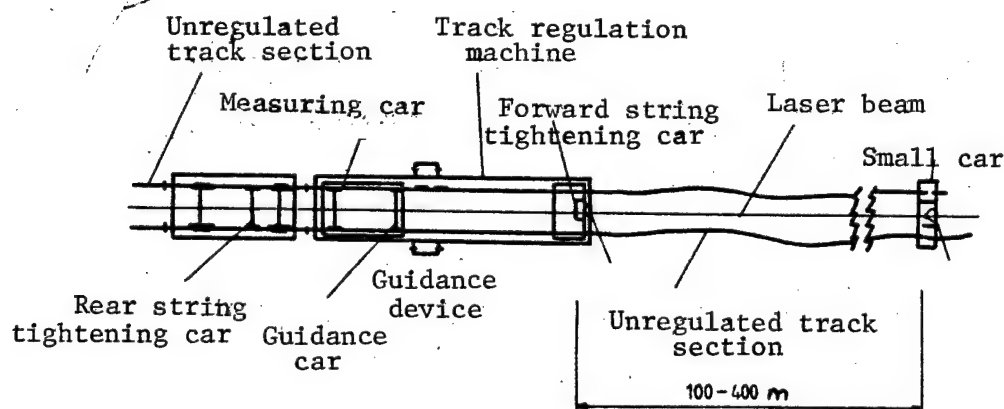 Unregulated
track section
Track regulation
machine
Measuring car
Forward string
tightening car
Laser beam
Small car
Rear string
tightening car
Guidance
car
Guidance
device
Unregulated track
section
100-400 m